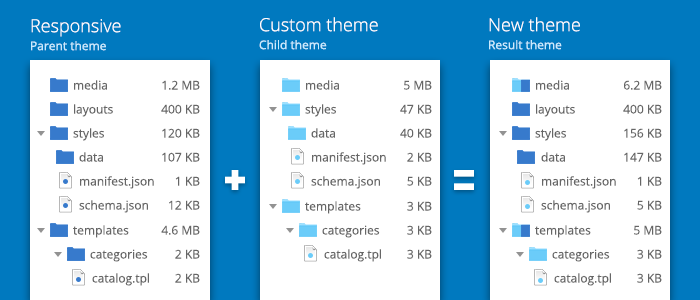 Responsive
Parent theme
media 1.2 MB
layouts 400 KB
styles 120 KB
data 107 KB
manifest.json 1 KB
schema.json 12 KB
templates 4.6 MB
categories 2 KB
catalog.tpl 2 KB
+
Custom theme
Child theme
media 5 MB
styles 47 KB
data 40 KB
manifest.json 2 KB
schema.json 5 KB
templates 3 KB
categories 3 KB
catalog.tpl 3 KB
=
New theme
Result theme
media 6.2 MB
layouts 400 KB
styles 156 KB
data 147 KB
manifest.json 1 KB
schema.json 5 KB
templates 5 MB
categories 3 KB
catalog.tpl 3 KB